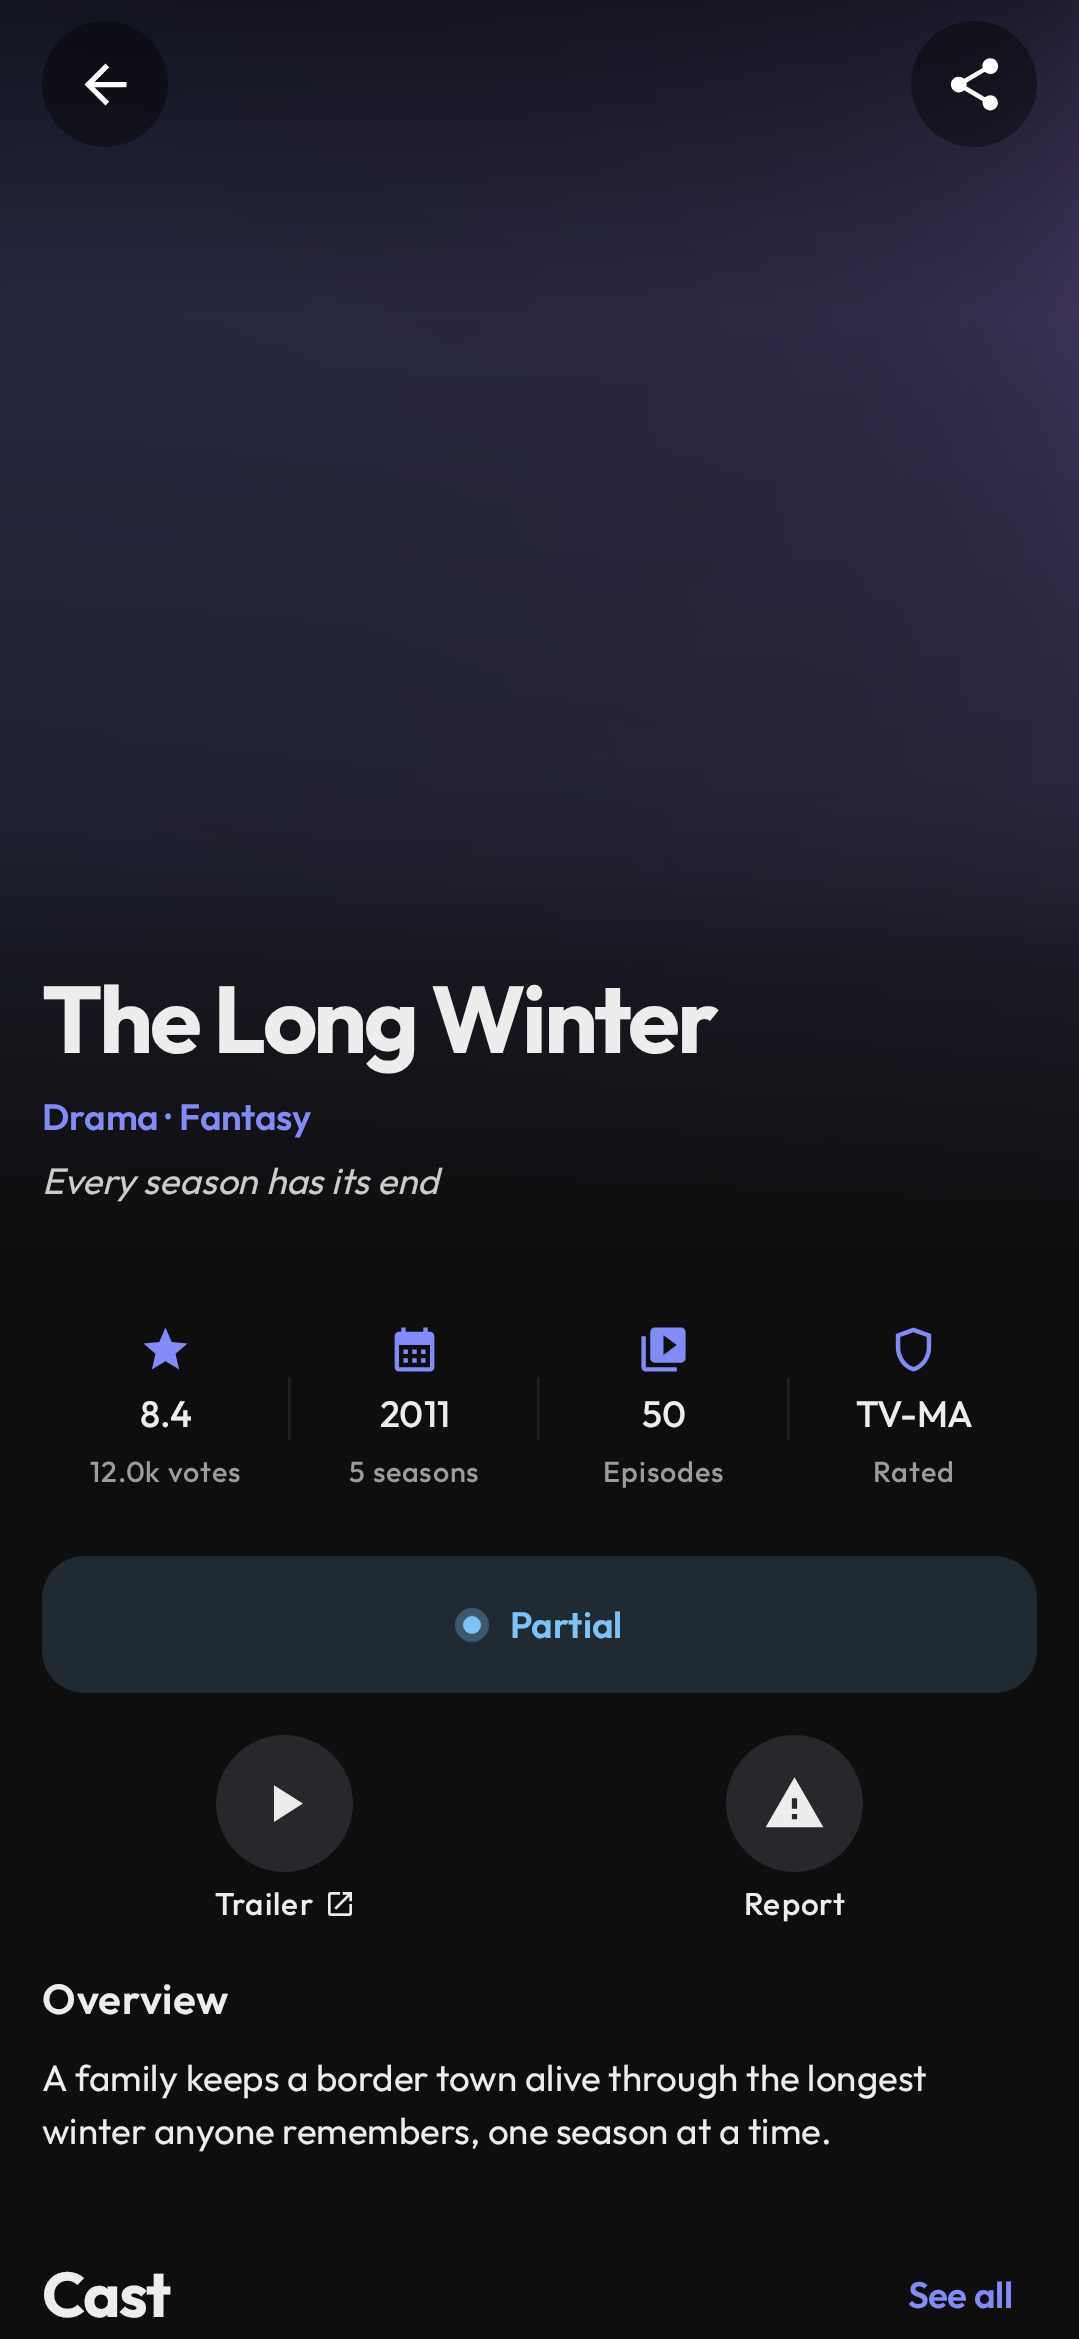 The Long Winter
Drama · Fantasy
Every season has its end
8.4
12.0k votes
2011
5 seasons
50
Episodes
TV-MA
Rated
Partial
Trailer
Report
Overview
A family keeps a border town alive through the longest
winter anyone remembers, one season at a time.
Cast
See all